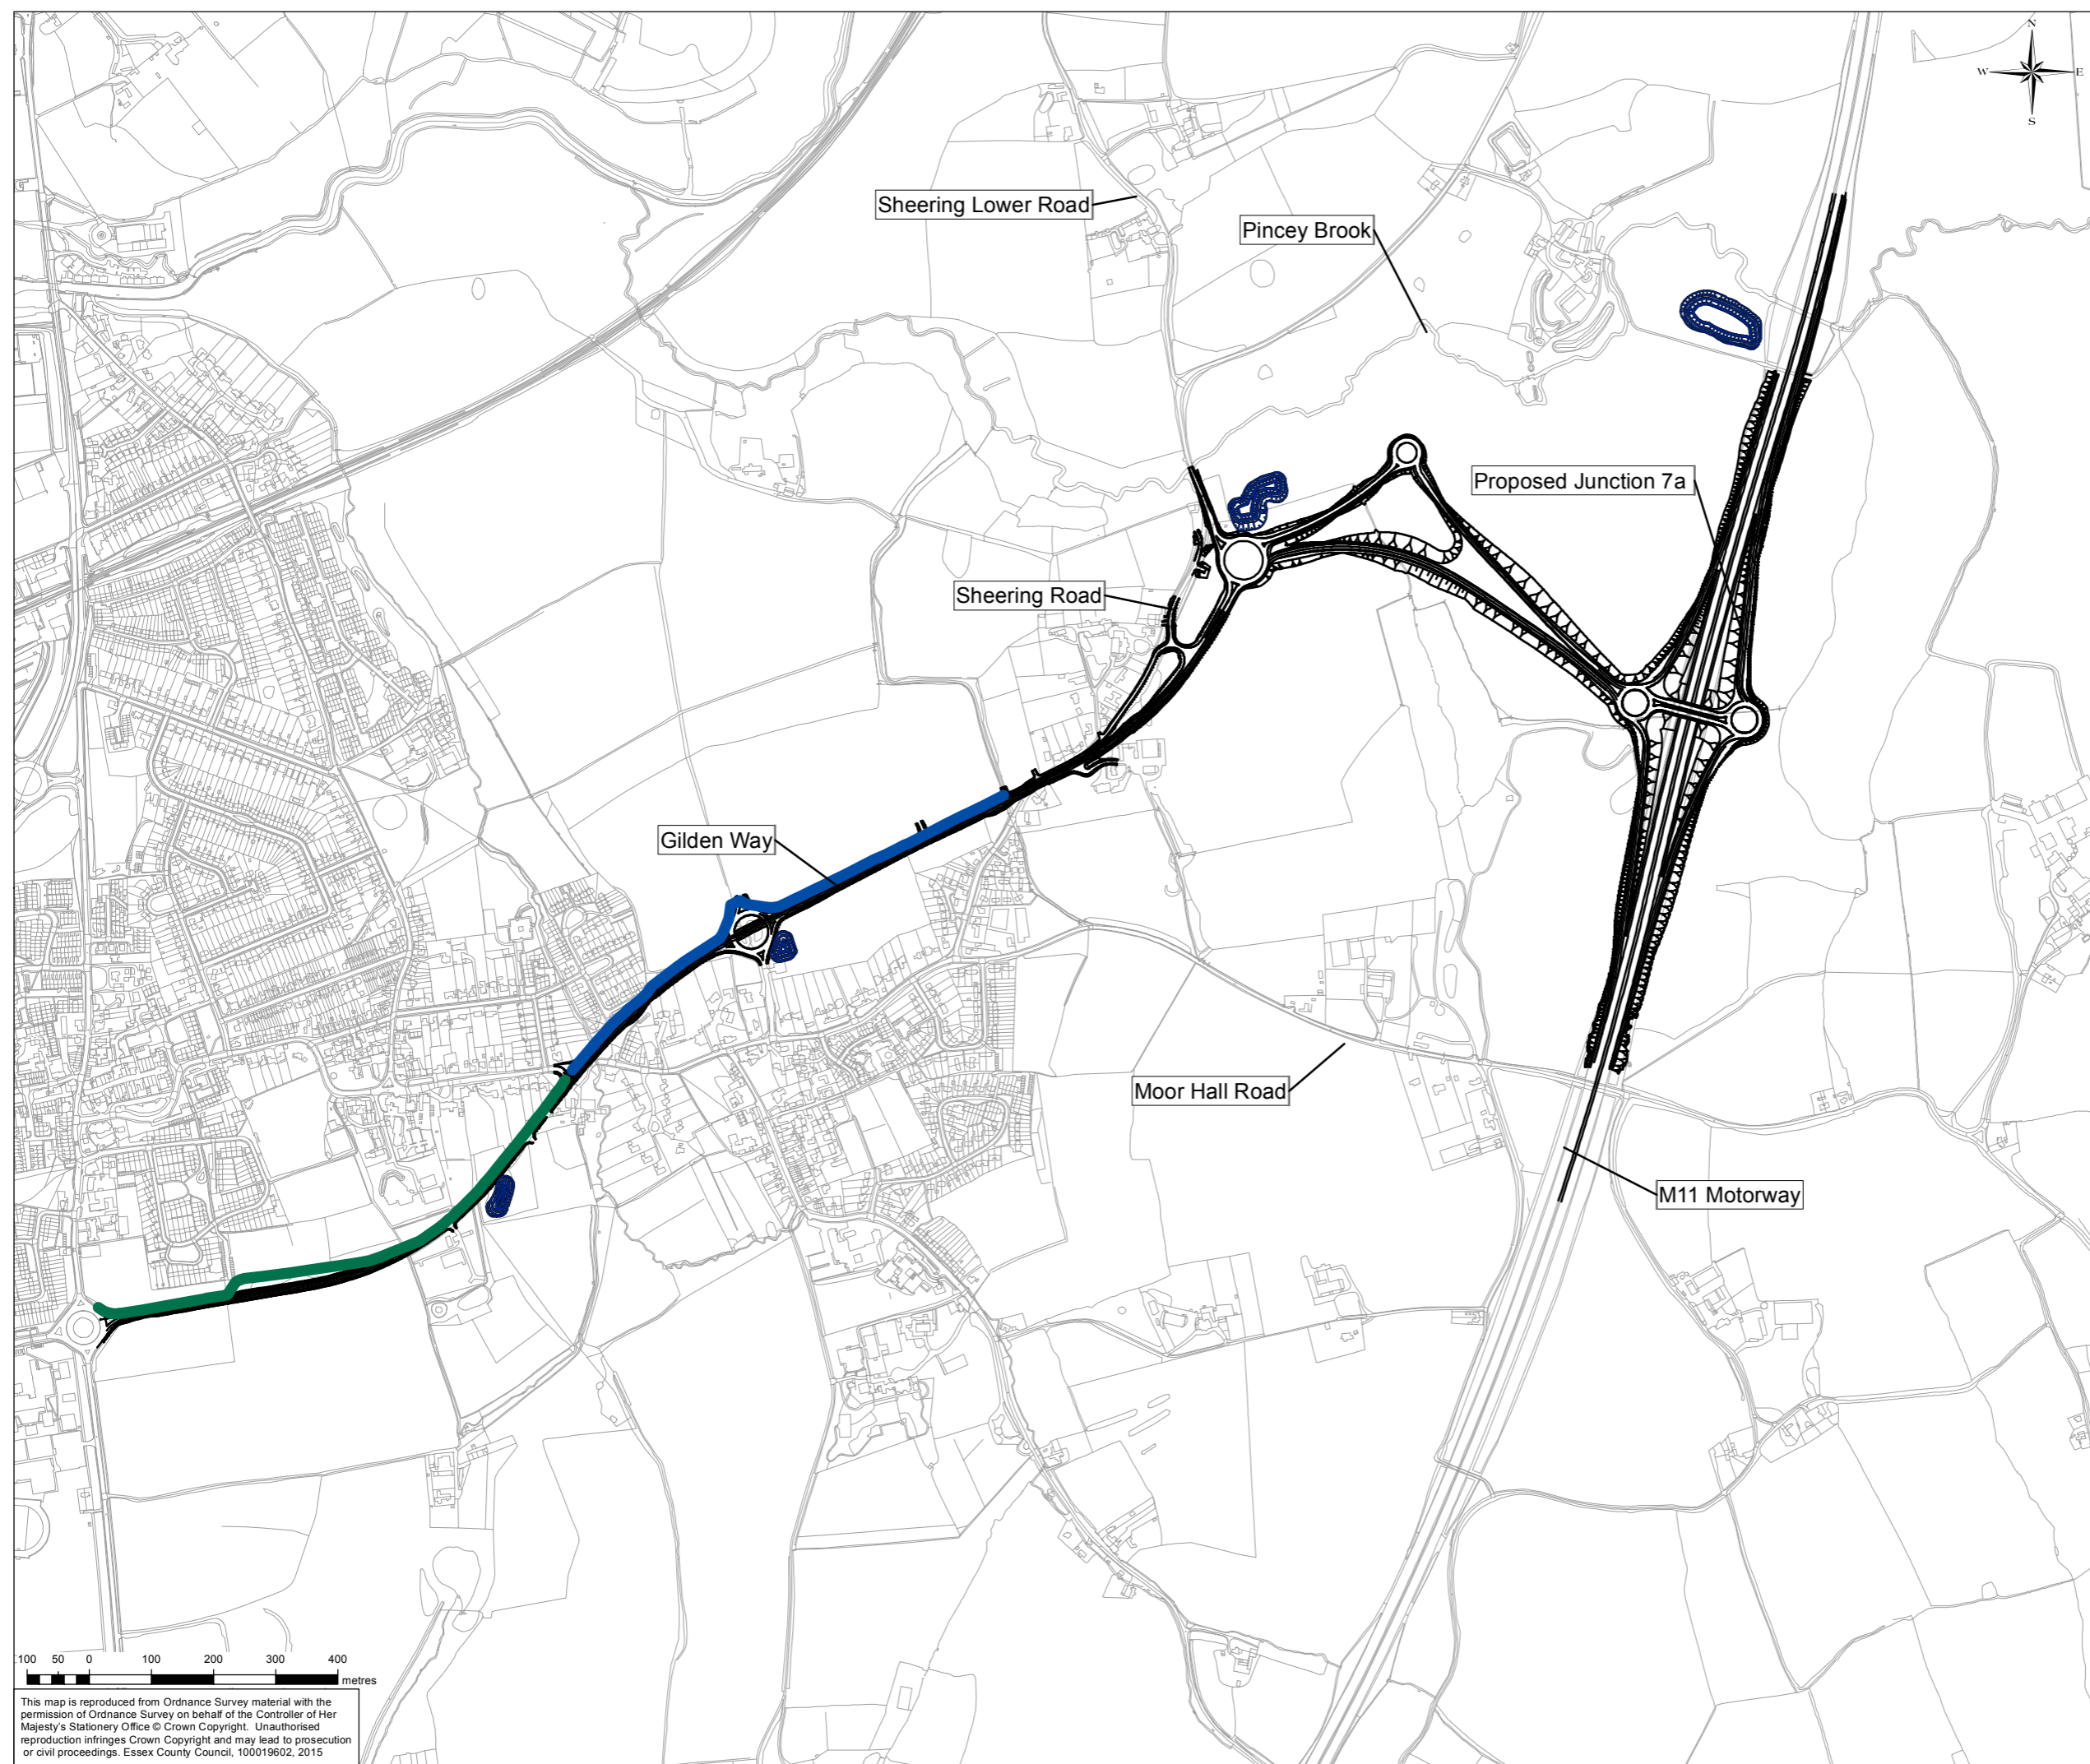 N
W E
S
Sheering Lower Road
Pincey Brook
Proposed Junction 7a
Sheering Road
Gilden Way
Moor Hall Road
M11 Motorway
100 50 0 100 200 300 400
metres
This map is reproduced from Ordnance Survey material with the
permission of Ordnance Survey on behalf of the Controller of Her
Majesty's Stationery Office © Crown Copyright. Unauthorised
reproduction infringes Crown Copyright and may lead to prosecution
or civil proceedings. Essex County Council, 100019602, 2015